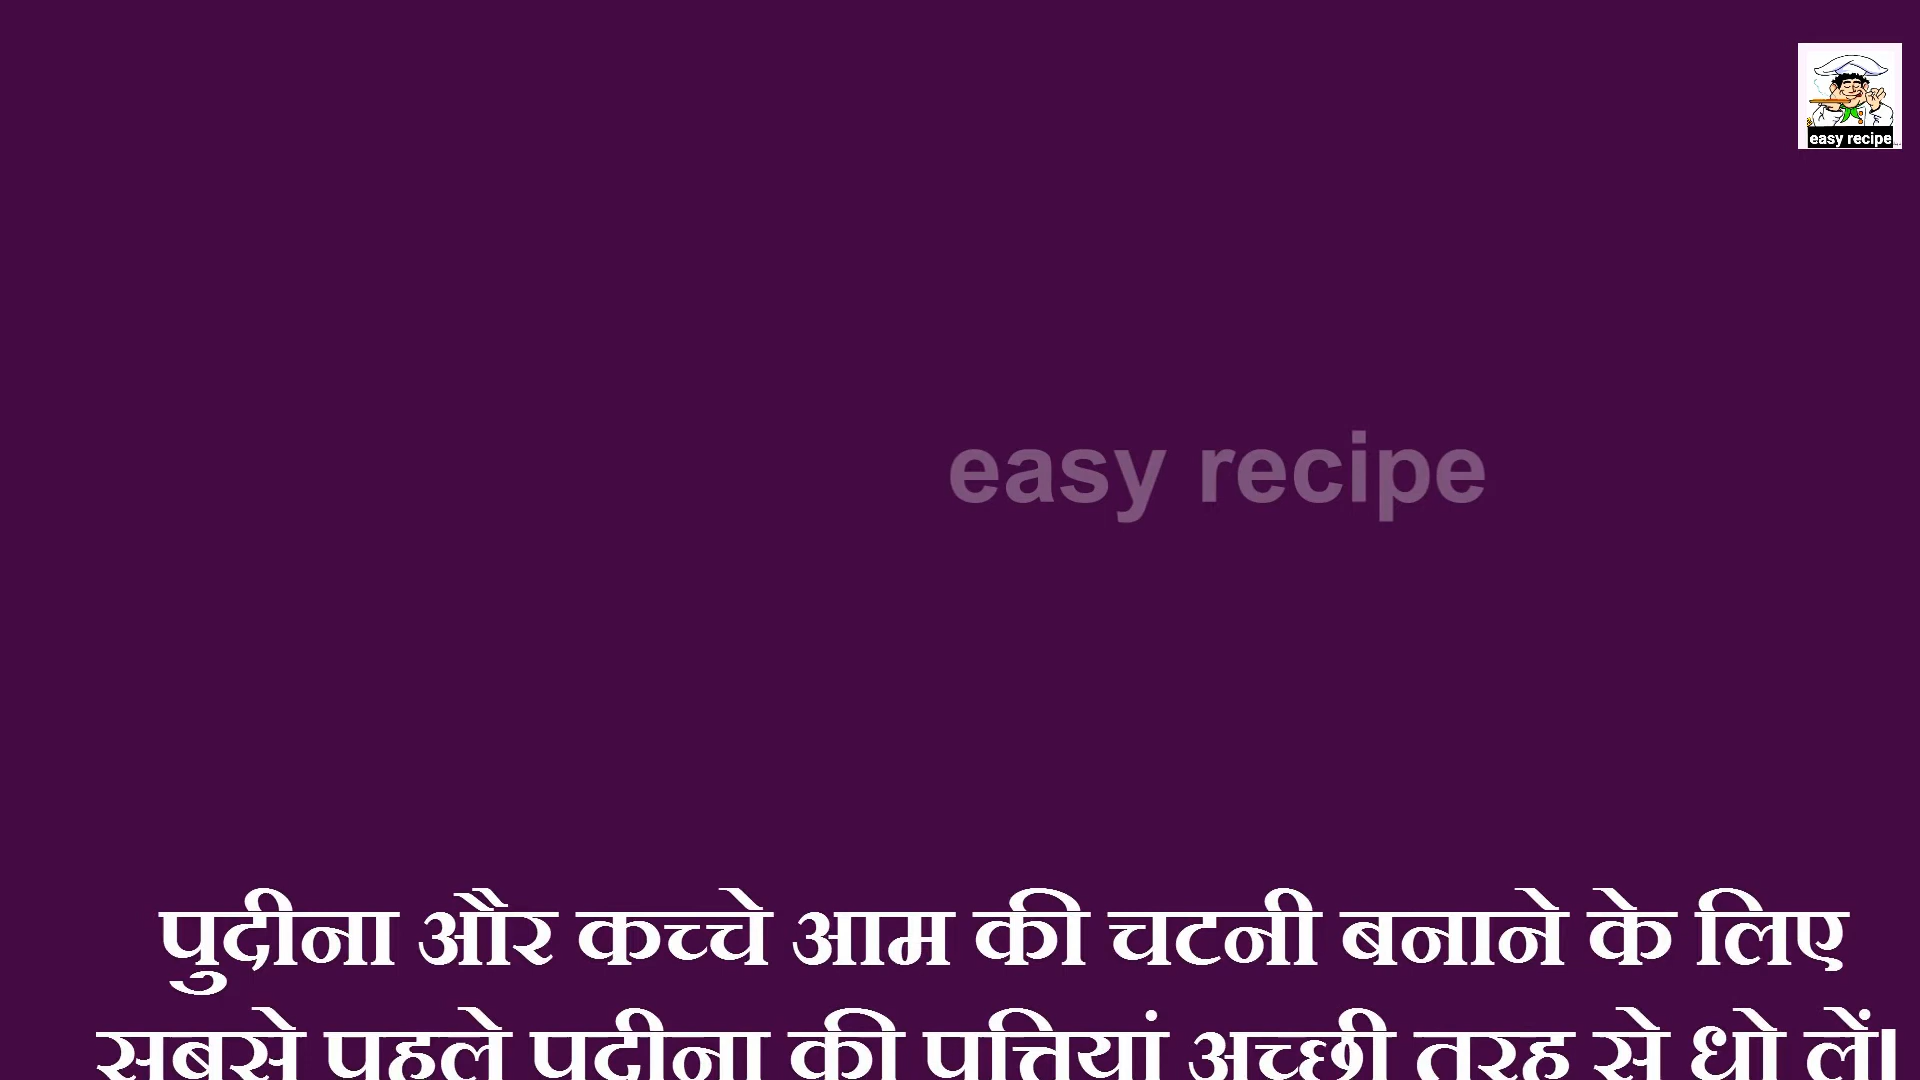 easy recipe
easy recipe
पुदीना और कच्चे आम की चटनी बनाने के लिए
सबसे पहले पुदीना की पत्तियां अच्छी तरह से धो लें।